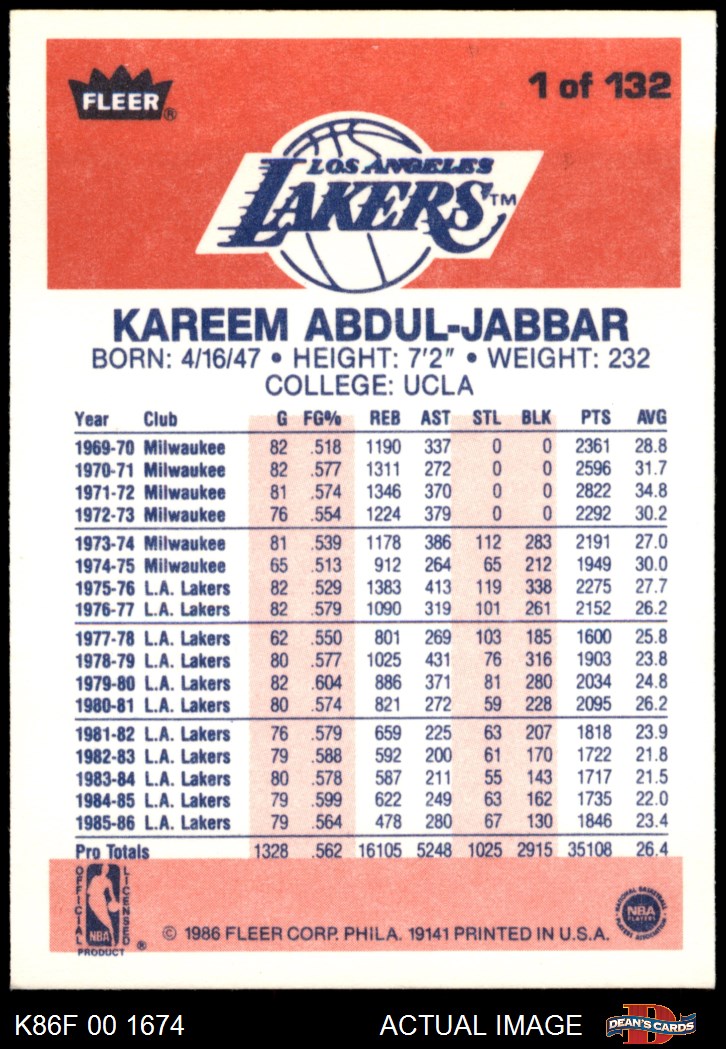 FLEER®
1 of 132
LOS ANGELES
LAKERS™
KAREEM ABDUL-JABBAR
BORN: 4/16/47 • HEIGHT: 7'2" • WEIGHT: 232
COLLEGE: UCLA
Year Club G FG% REB AST STL BLK PTS AVG
1969-70 Milwaukee 82 .518 1190 337 0 0 2361 28.8
1970-71 Milwaukee 82 .577 1311 272 0 0 2596 31.7
1971-72 Milwaukee 81 .574 1346 370 0 0 2822 34.8
1972-73 Milwaukee 76 .554 1224 379 0 0 2292 30.2
1973-74 Milwaukee 81 .539 1178 386 112 283 2191 27.0
1974-75 Milwaukee 65 .513 912 264 65 212 1949 30.0
1975-76 L.A. Lakers 82 .529 1383 413 119 338 2275 27.7
1976-77 L.A. Lakers 82 .579 1090 319 101 261 2152 26.2
1977-78 L.A. Lakers 62 .550 801 269 103 185 1600 25.8
1978-79 L.A. Lakers 80 .577 1025 431 76 316 1903 23.8
1979-80 L.A. Lakers 82 .604 886 371 81 280 2034 24.8
1980-81 L.A. Lakers 80 .574 821 272 59 228 2095 26.2
1981-82 L.A. Lakers 76 .579 659 225 63 207 1818 23.9
1982-83 L.A. Lakers 79 .588 592 200 61 170 1722 21.8
1983-84 L.A. Lakers 80 .578 587 211 55 143 1717 21.5
1984-85 L.A. Lakers 79 .599 622 249 63 162 1735 22.0
1985-86 L.A. Lakers 79 .564 478 280 67 130 1846 23.4
Pro Totals 1328 .562 16105 5248 1025 2915 35108 26.4
OFFICIAL
LICENSED
NBA
PRODUCT ®
© 1986 FLEER CORP. PHILA. 19141 PRINTED IN U.S.A.
NATIONAL BASKETBALL
NBA
PLAYERS
PLAYERS ASSOCIATION
K86F 00 1674
ACTUAL IMAGE
D
DEAN'S CARDS